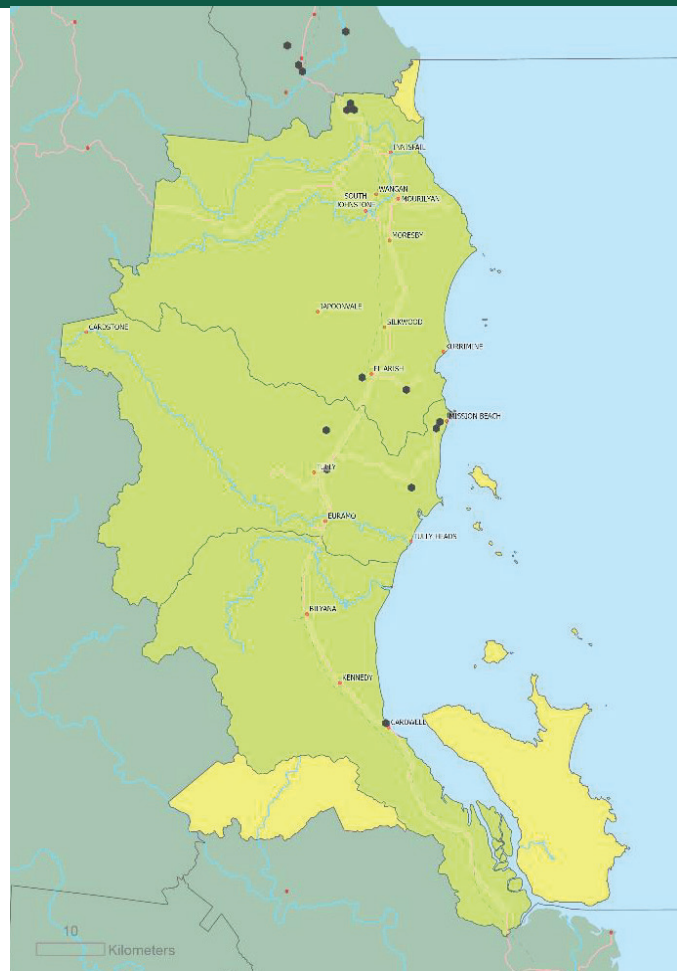 INNISFAIL
WANGAN
SOUTH
JOHNSTONE
MOURILYAN
MORESBY
JAPOONVALE
SILKWOOD
CARDSTONE
KURRIMINE
EL ARISH
MISSION BEACH
TULLY
EURAMO
TULLY HEADS
BILYANA
KENNEDY
CARDWELL
10
Kilometers